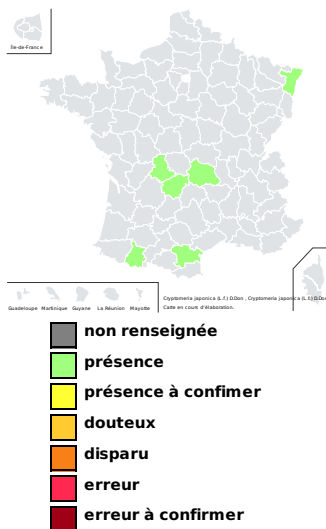 Île-de-France
Cryptomeria japonica (L.f.) D.Don , Cryptomeria japonica (L.f.) D.Don
Carte en cours d'élaboration.
Guadeloupe Martinique Guyane La Réunion Mayotte
non renseignée
présence
présence à confimer
douteux
disparu
erreur
erreur à confirmer